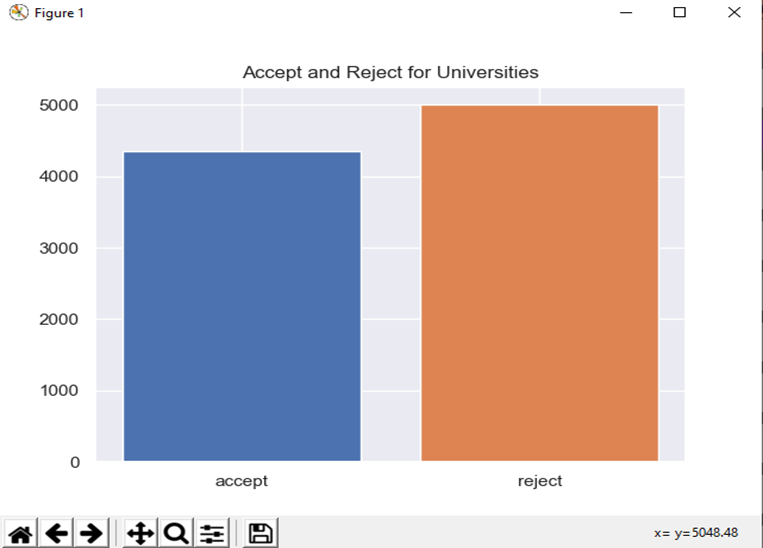 Figure 1
Accept and Reject for Universities
5000
4000
3000
2000
1000
0
accept
reject
x= y=5048.48